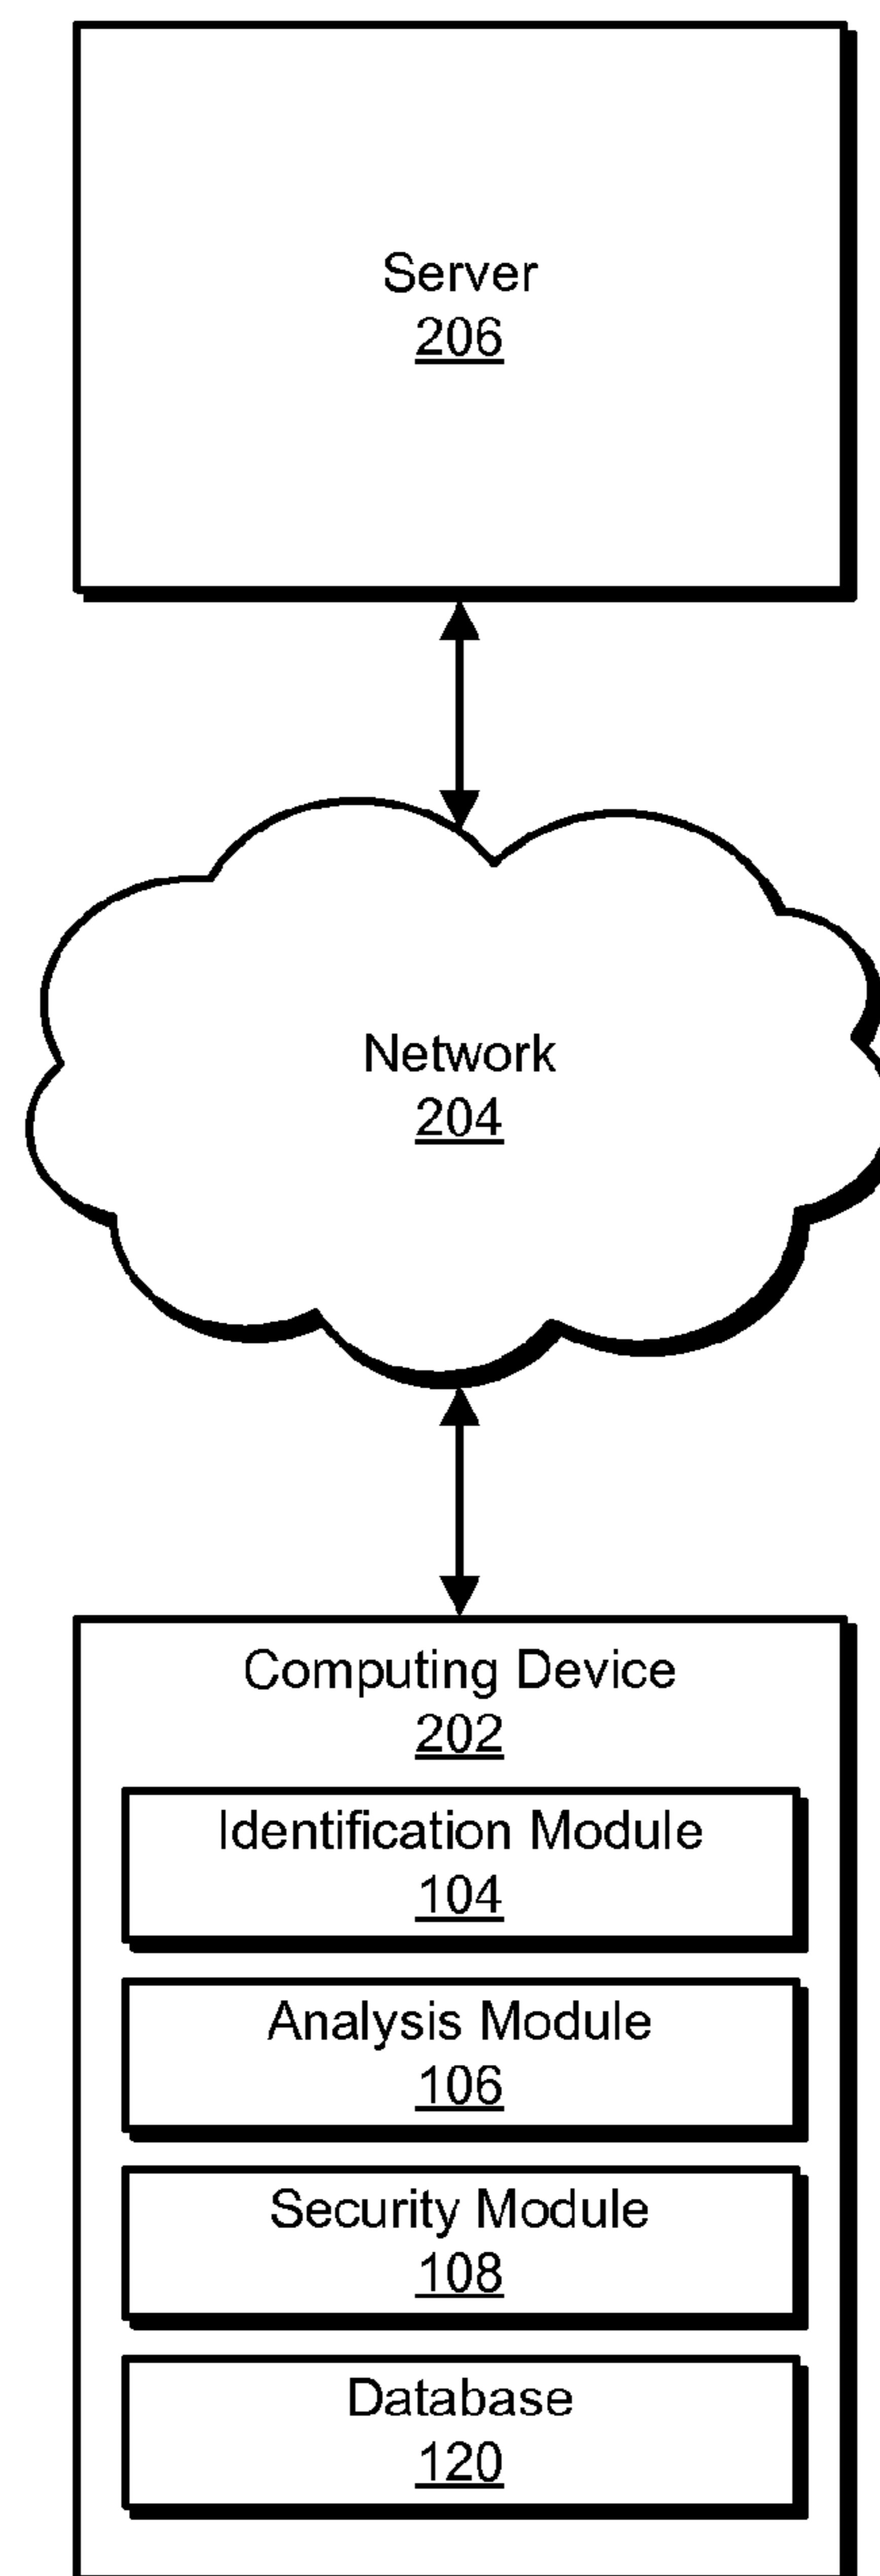 Server
206
Network
204
Computing Device
202
Identification Module
104
Analysis Module
106
Security Module
108
Database
120